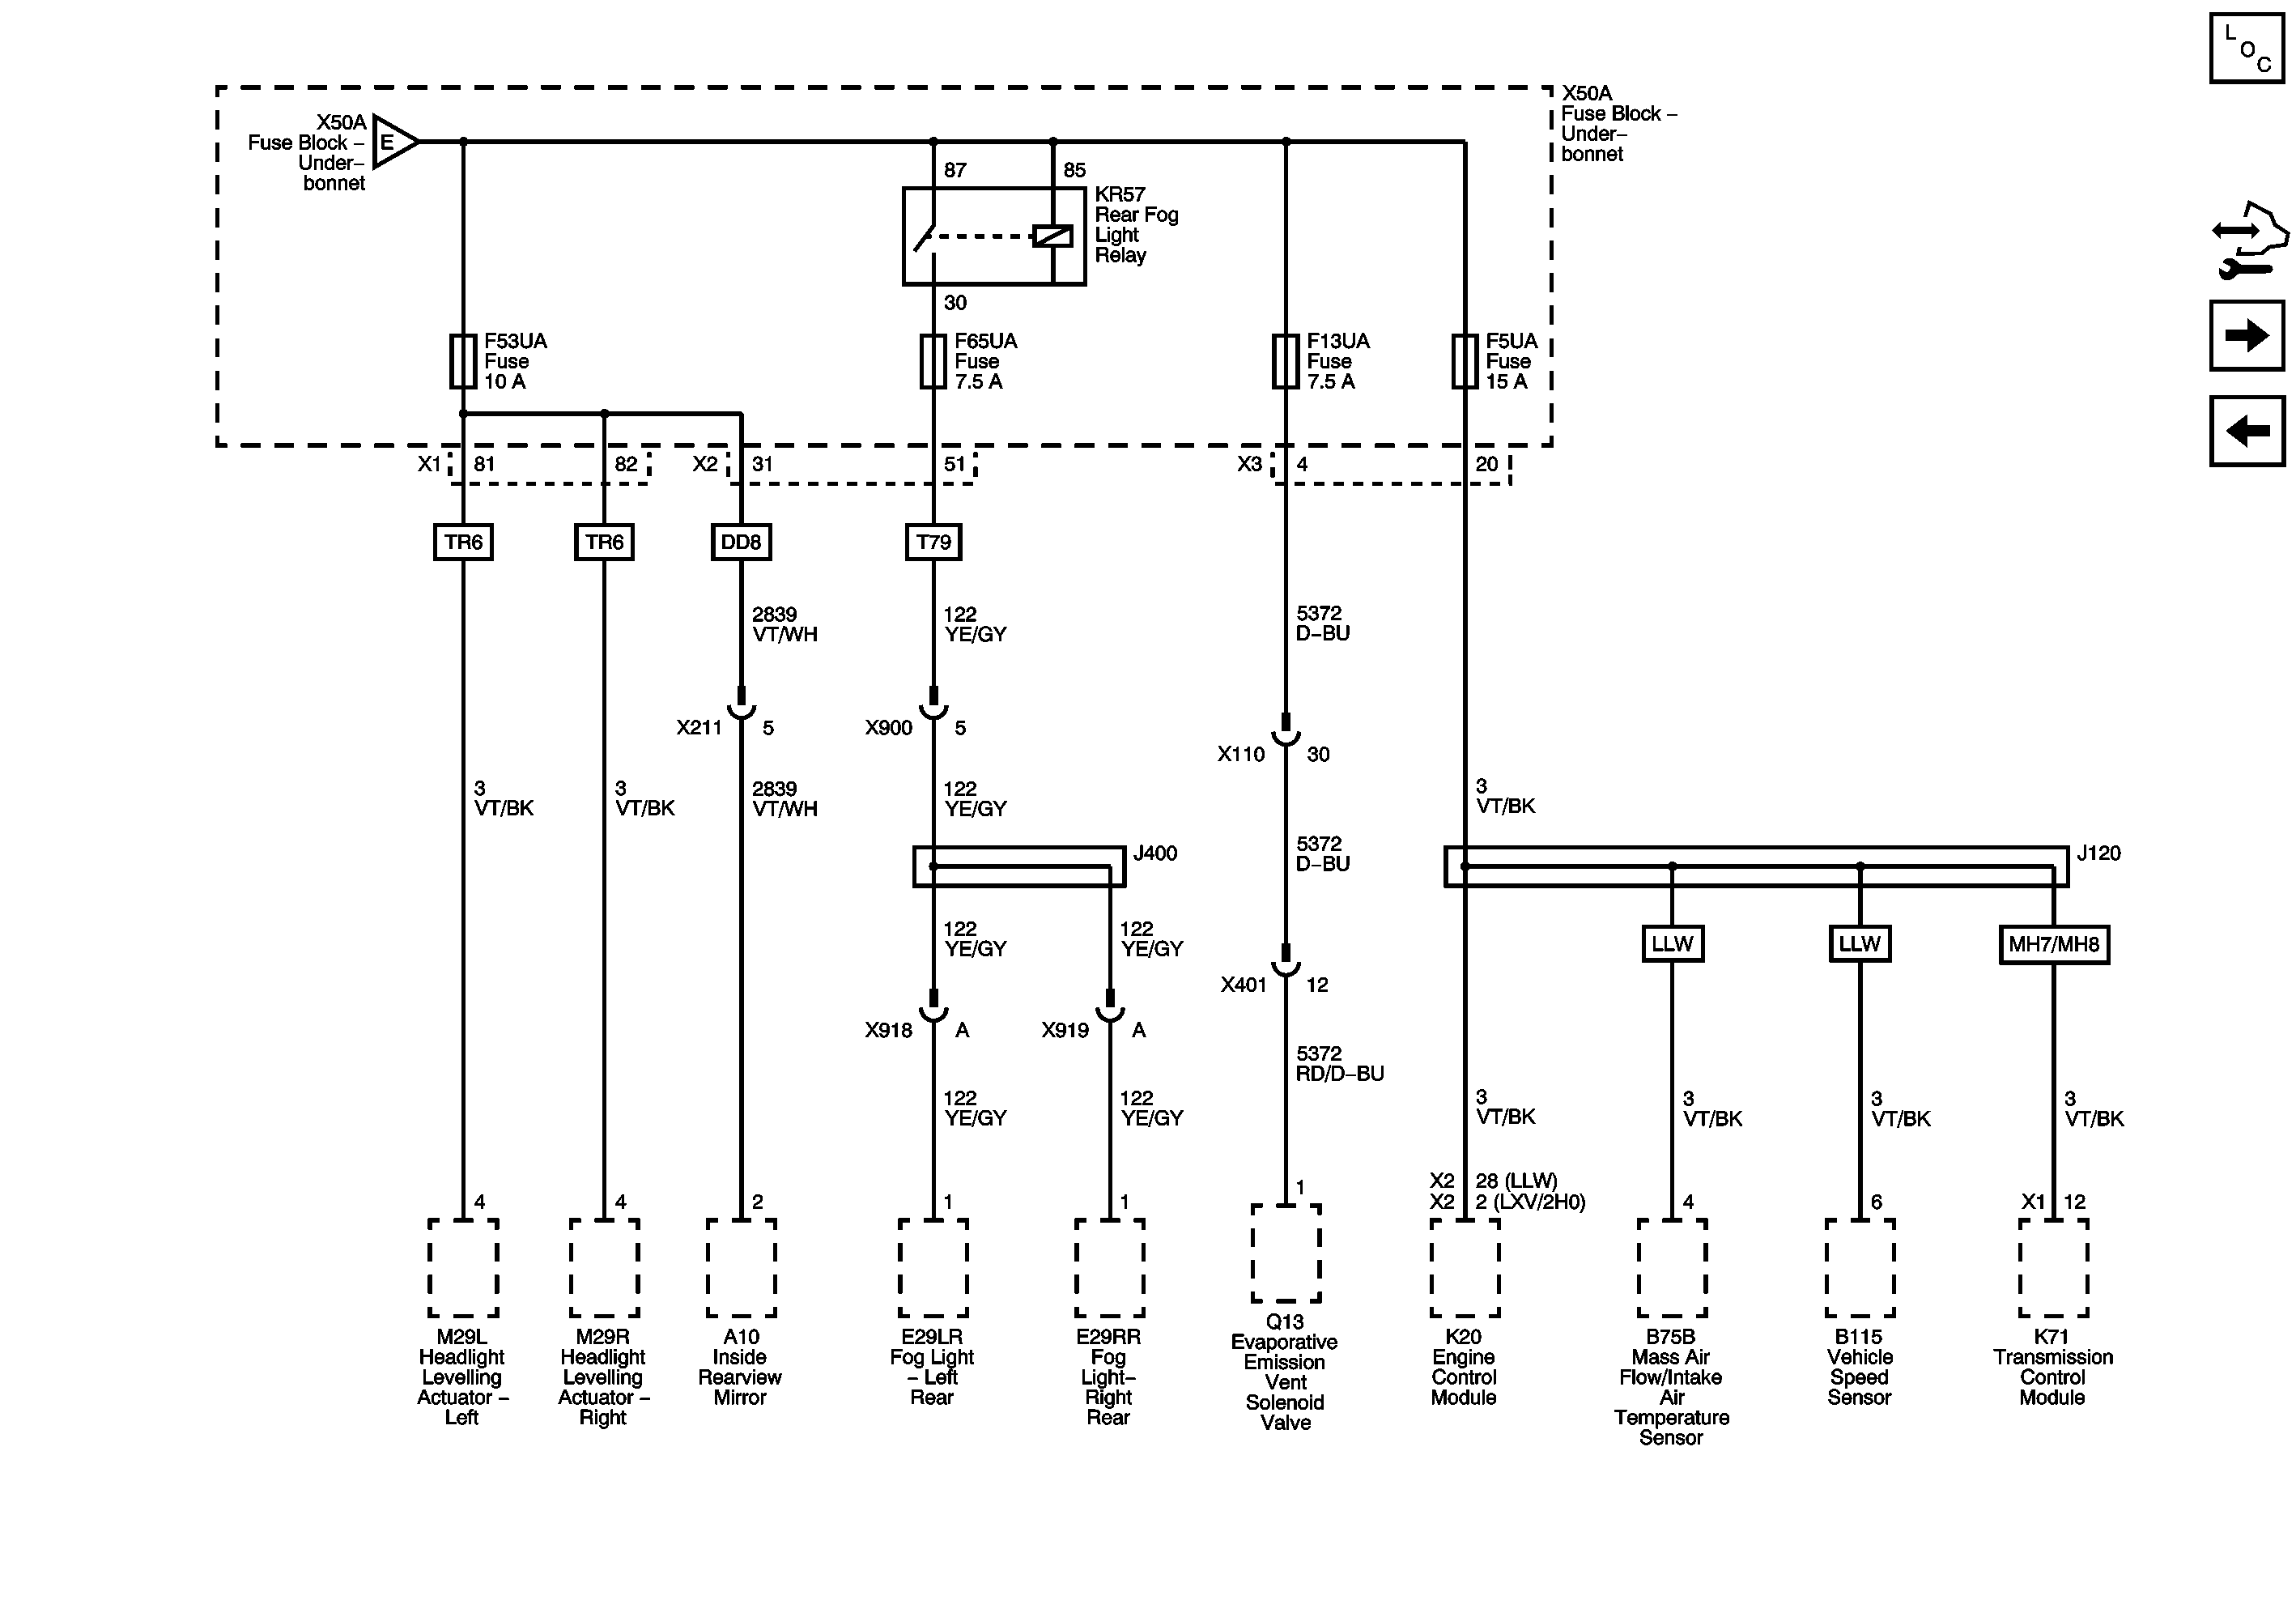 L
O
C
X50A
Fuse Block –
Under–
bonnet
E
X50A
Fuse Block –
Under–
bonnet
87
85
KR57
Rear Fog
Light
Relay
30
F53UA
Fuse
10 A
F65UA
Fuse
7.5 A
F13UA
Fuse
7.5 A
F5UA
Fuse
15 A
X1 81 82 X2 31 51 X3 4 20
TR6 TR6 DD8 T79
2839
VT/WH
122
YE/GY
5372
D–BU
X211 5
X900 5
X110 30
3
VT/BK
3
VT/BK
2839
VT/WH
122
YE/GY
3
VT/BK
5372
D–BU
J400
J120
122
YE/GY
122
YE/GY
LLW LLW MH7/MH8
X401 12
X918 A
X919 A
5372
RD/D–BU
122
YE/GY
122
YE/GY
3
VT/BK
3
VT/BK
3
VT/BK
3
VT/BK
X2 28 (LLW)
X2 2 (LXV/2H0)
4 4 2 1 1 1 4 6 X1 12
M29L
Headlight
Levelling
Actuator –
Left
M29R
Headlight
Levelling
Actuator –
Right
A10
Inside
Rearview
Mirror
E29LR
Fog Light
– Left
Rear
E29RR
Fog
Light–
Right
Rear
Q13
Evaporative
Emission
Vent
Solenoid
Valve
K20
Engine
Control
Module
B75B
Mass Air
Flow/Intake
Air
Temperature
Sensor
B115
Vehicle
Speed
Sensor
K71
Transmission
Control
Module